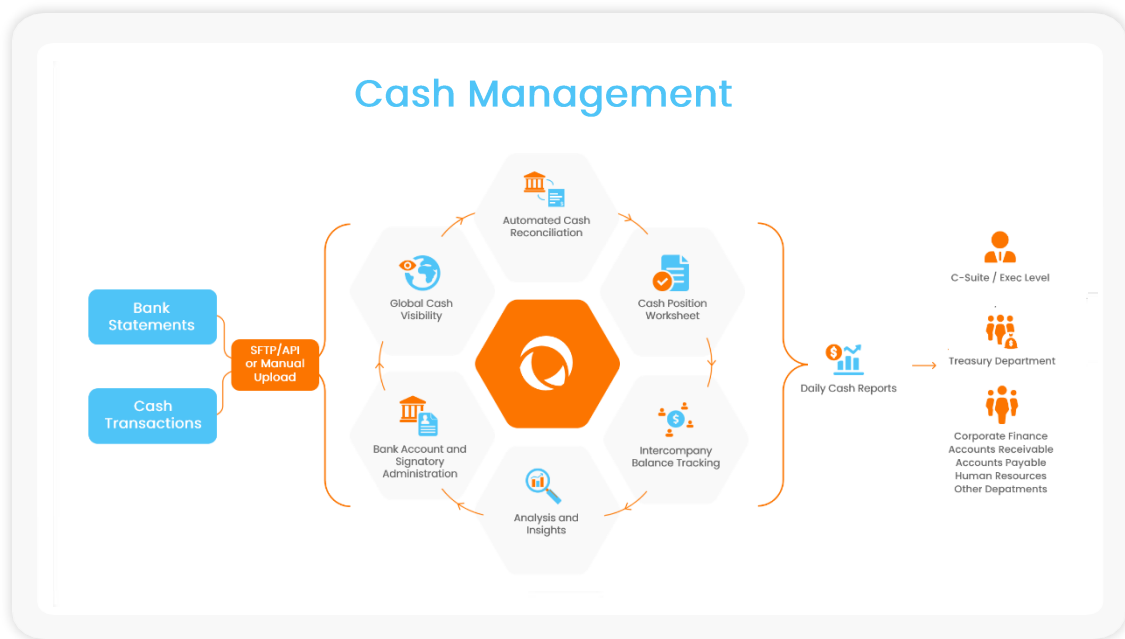 Cash Management
Bank
Statements
Cash
Transactions
SFTP/API
or Manual
Upload
Automated Cash
Reconciliation
Global Cash
Visibility
Cash Position
Worksheet
Bank Account and
Signatory
Administration
Intercompany
Balance Tracking
Analysis and
Insights
Daily Cash Reports
C-Suite / Exec Level
Treasury Department
Corporate Finance
Accounts Receivable
Accounts Payable
Human Resources
Other Depatments